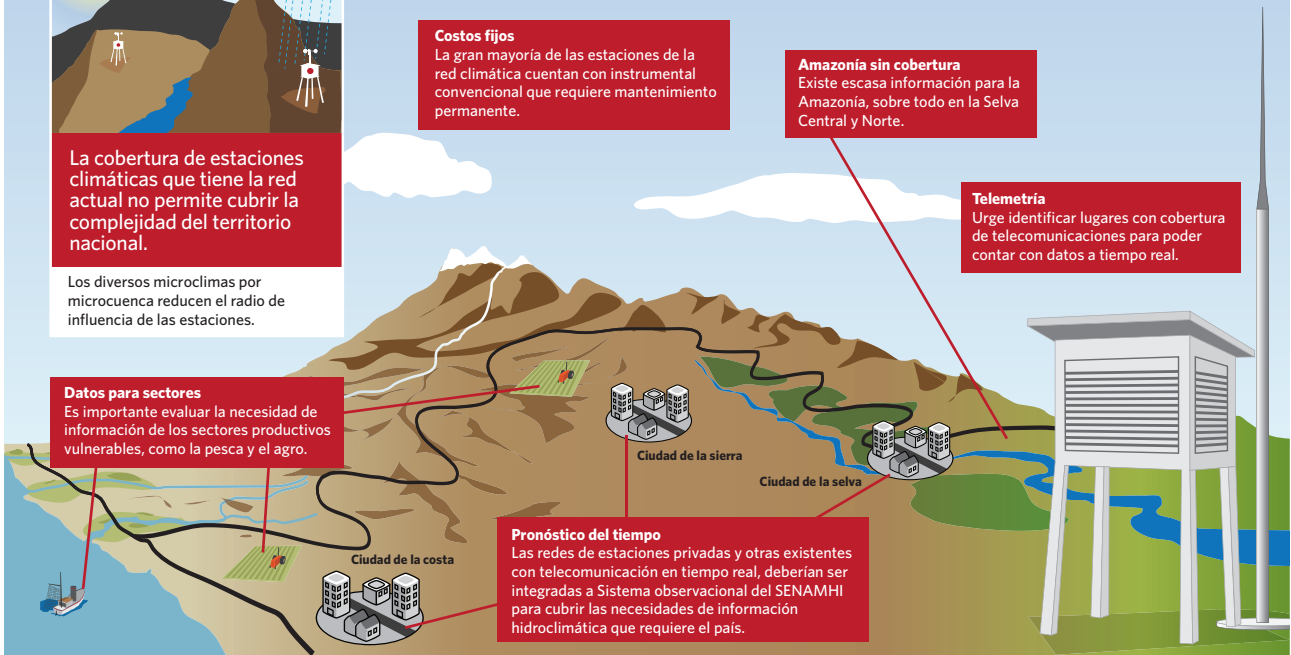 La cobertura de estaciones
climáticas que tiene la red
actual no permite cubrir la
complejidad del territorio
nacional.
Los diversos microclimas por
microcuenca reducen el radio de
influencia de las estaciones.
Costos fijos
La gran mayoría de las estaciones de la
red climática cuentan con instrumental
convencional que requiere mantenimiento
permanente.
Amazonía sin cobertura
Existe escasa información para la
Amazonía, sobre todo en la Selva
Central y Norte.
Telemetría
Urge identificar lugares con cobertura
de telecomunicaciones para poder
contar con datos a tiempo real.
Datos para sectores
Es importante evaluar la necesidad de
información de los sectores productivos
vulnerables, como la pesca y el agro.
Ciudad de la sierra
Ciudad de la selva
Ciudad de la costa
Pronóstico del tiempo
Las redes de estaciones privadas y otras existentes
con telecomunicación en tiempo real, deberían ser
integradas a Sistema observacional del SENAMHI
para cubrir las necesidades de información
hidroclimática que requiere el país.